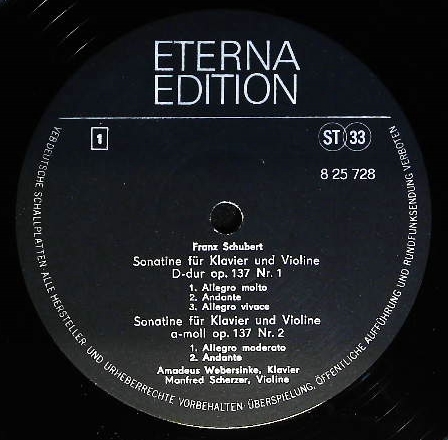 ETERNA
EDITION
1
ST 33
8 25 728
Franz Schubert
Sonatine für Klavier und Violine
D-dur op. 137 Nr. 1
1. Allegro molto
2. Andante
3. Allegro vivace
Sonatine für Klavier und Violine
a-moll op. 137 Nr. 2
1. Allegro moderato
2. Andante
Amadeus Webersinke, Klavier
Manfred Scherzer, Violine
VEB DEUTSCHE SCHALLPLATTEN ALLE HERSTELLER- UND URHEBERRECHTE VORBEHALTEN · ÜBERSPIELUNG, ÖFFENTLICHE AUFFÜHRUNG UND RUNDFUNKSENDUNG VERBOTEN